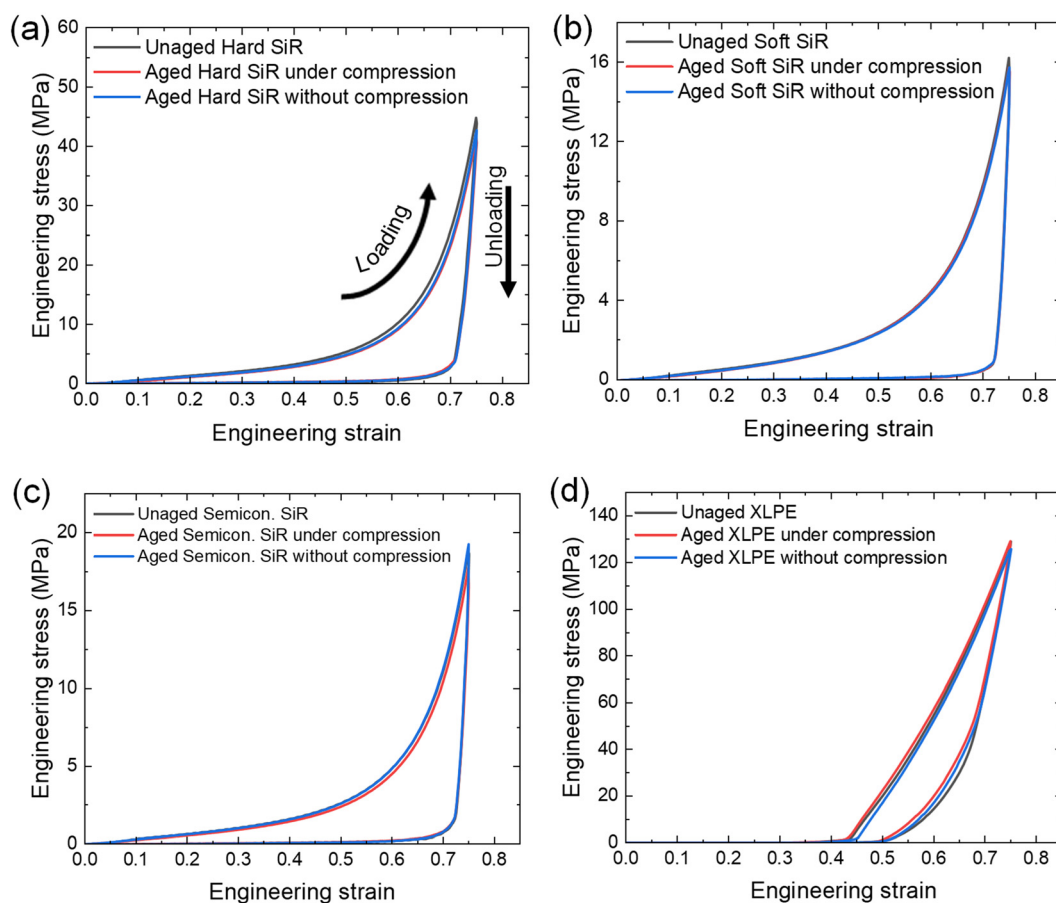 (a)
Unaged Hard SiR
Aged Hard SiR under compression
Aged Hard SiR without compression
Loading
Unloading
Engineering stress (MPa)
60
50
40
30
20
10
0
0.0 0.1 0.2 0.3 0.4 0.5 0.6 0.7 0.8
Engineering strain
(b)
Unaged Soft SiR
Aged Soft SiR under compression
Aged Soft SiR without compression
Engineering stress (MPa)
16
12
8
4
0
0.0 0.1 0.2 0.3 0.4 0.5 0.6 0.7 0.8
Engineering strain
(c)
Unaged Semicon. SiR
Aged Semicon. SiR under compression
Aged Semicon. SiR without compression
Engineering stress (MPa)
20
15
10
5
0
0.0 0.1 0.2 0.3 0.4 0.5 0.6 0.7 0.8
Engineering strain
(d)
Unaged XLPE
Aged XLPE under compression
Aged XLPE without compression
Engineering stress (MPa)
140
120
100
80
60
40
20
0
0.0 0.1 0.2 0.3 0.4 0.5 0.6 0.7 0.8
Engineering strain